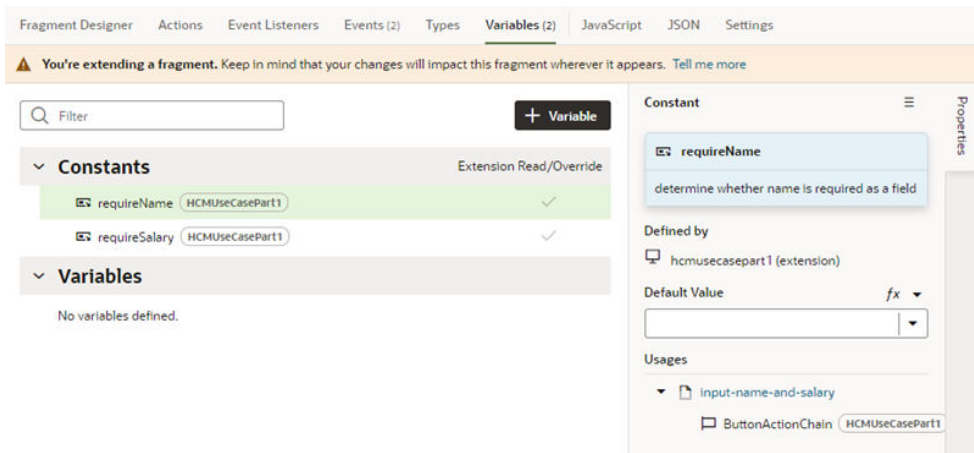 Fragment Designer Actions Event Listeners Events (2) Types Variables (2) JavaScript JSON Settings
You're extending a fragment. Keep in mind that your changes will impact this fragment wherever it appears. Tell me more
Filter
+ Variable
Constants Extension Read/Override
requireName HCMUseCasePart1
requireSalary HCMUseCasePart1
Variables
No variables defined.
Constant
requireName
determine whether name is required as a field
Defined by
hcmusecasepart1 (extension)
Default Value fx
Usages
input-name-and-salary
ButtonActionChain HCMUseCasePart1
Properties